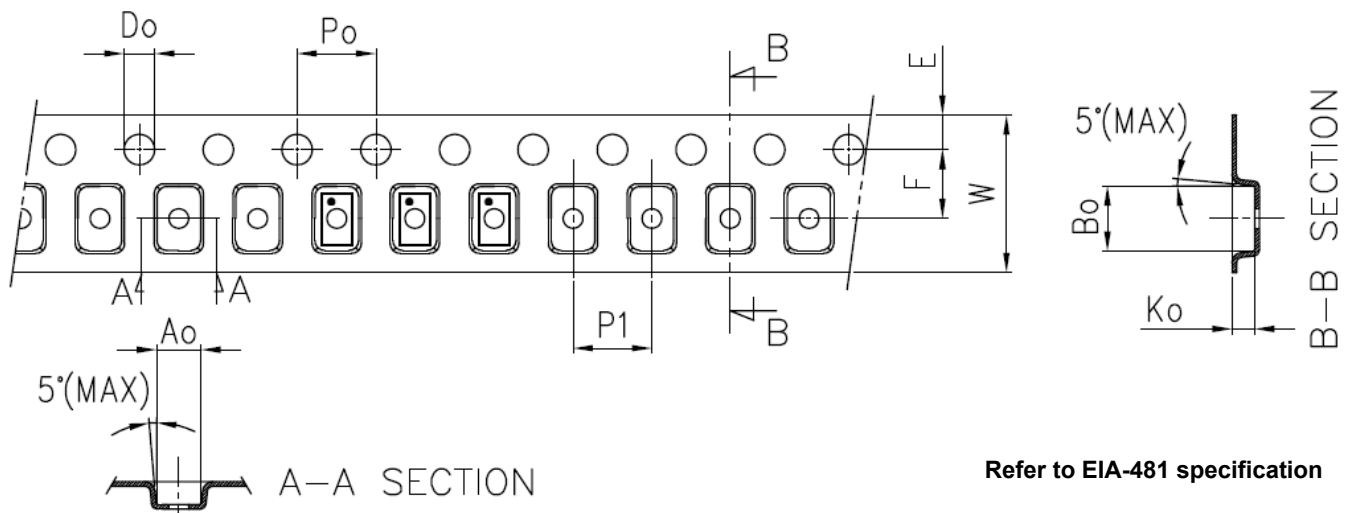 Do
Po
B
E
5°(MAX)
F
W
Bo
B-B SECTION
A
A
Ko
P1
B
Ao
5°(MAX)
A-A SECTION
Refer to EIA-481 specification